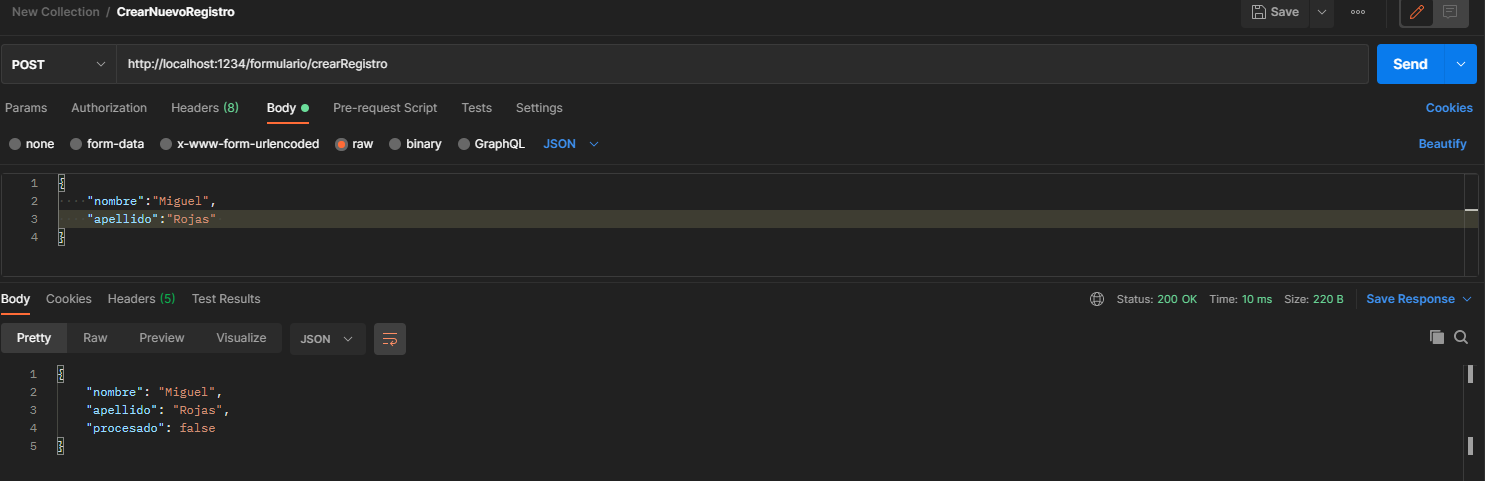 New Collection / CrearNuevoRegistro
Save
POST
http://localhost:1234/formulario/crearRegistro
Send
Params Authorization Headers (8) Body Pre-request Script Tests Settings Cookies
none form-data x-www-form-urlencoded raw binary GraphQL JSON Beautify
1 {
2 "nombre":"Miguel",
3 "apellido":"Rojas"
4 }
Body Cookies Headers (5) Test Results Status: 200 OK Time: 10 ms Size: 220 B Save Response
Pretty Raw Preview Visualize JSON
1 {
2 "nombre": "Miguel",
3 "apellido": "Rojas",
4 "procesado": false
5 }